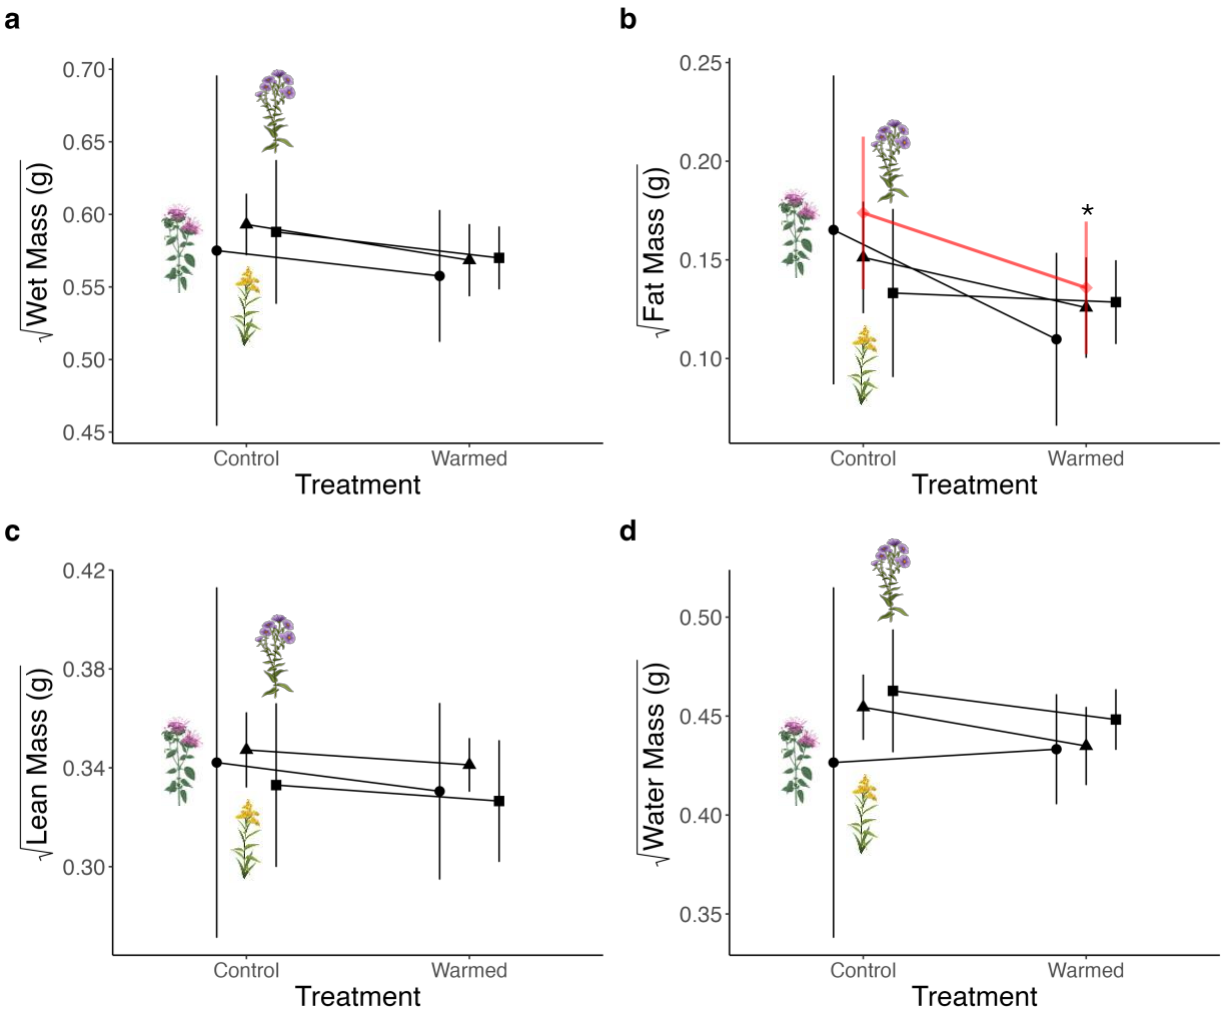 a
√Wet Mass (g)
0.70
0.65
0.60
0.55
0.50
0.45
Control Warmed
Treatment
b
√Fat Mass (g)
0.25
0.20
0.15
0.10
*
Control Warmed
Treatment
c
√Lean Mass (g)
0.42
0.38
0.34
0.30
Control Warmed
Treatment
d
√Water Mass (g)
0.50
0.45
0.40
0.35
Control Warmed
Treatment